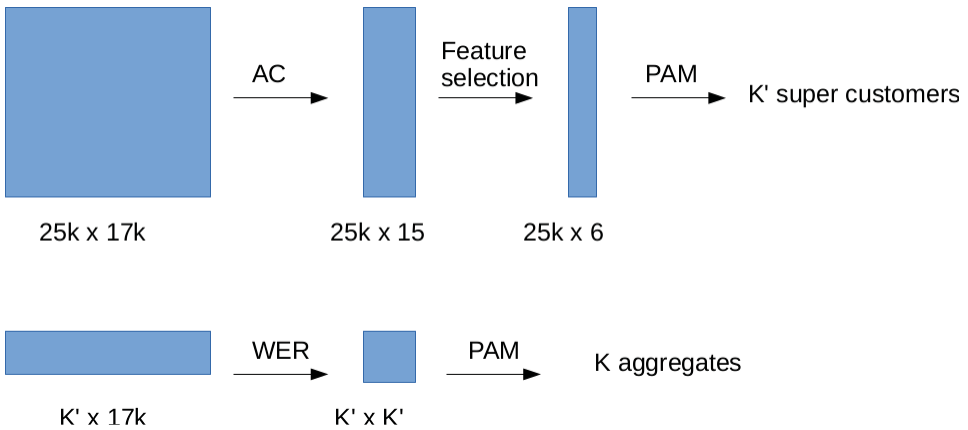 AC
Feature
selection
PAM
K' super customers
25k x 17k
25k x 15
25k x 6
WER
PAM
K aggregates
K' x 17k
K' x K'